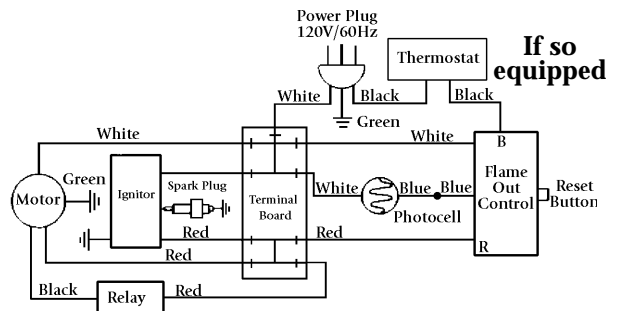 Power Plug
120V/60Hz
Thermostat
If so
equipped
White
Black
Black
Green
White
White
B
Green
Ignitor
Spark Plug
Motor
Terminal
Board
White
Blue
Blue
Photocell
Flame
Out
Control
Reset
Button
Red
Red
R
Red
Black
Relay
Red